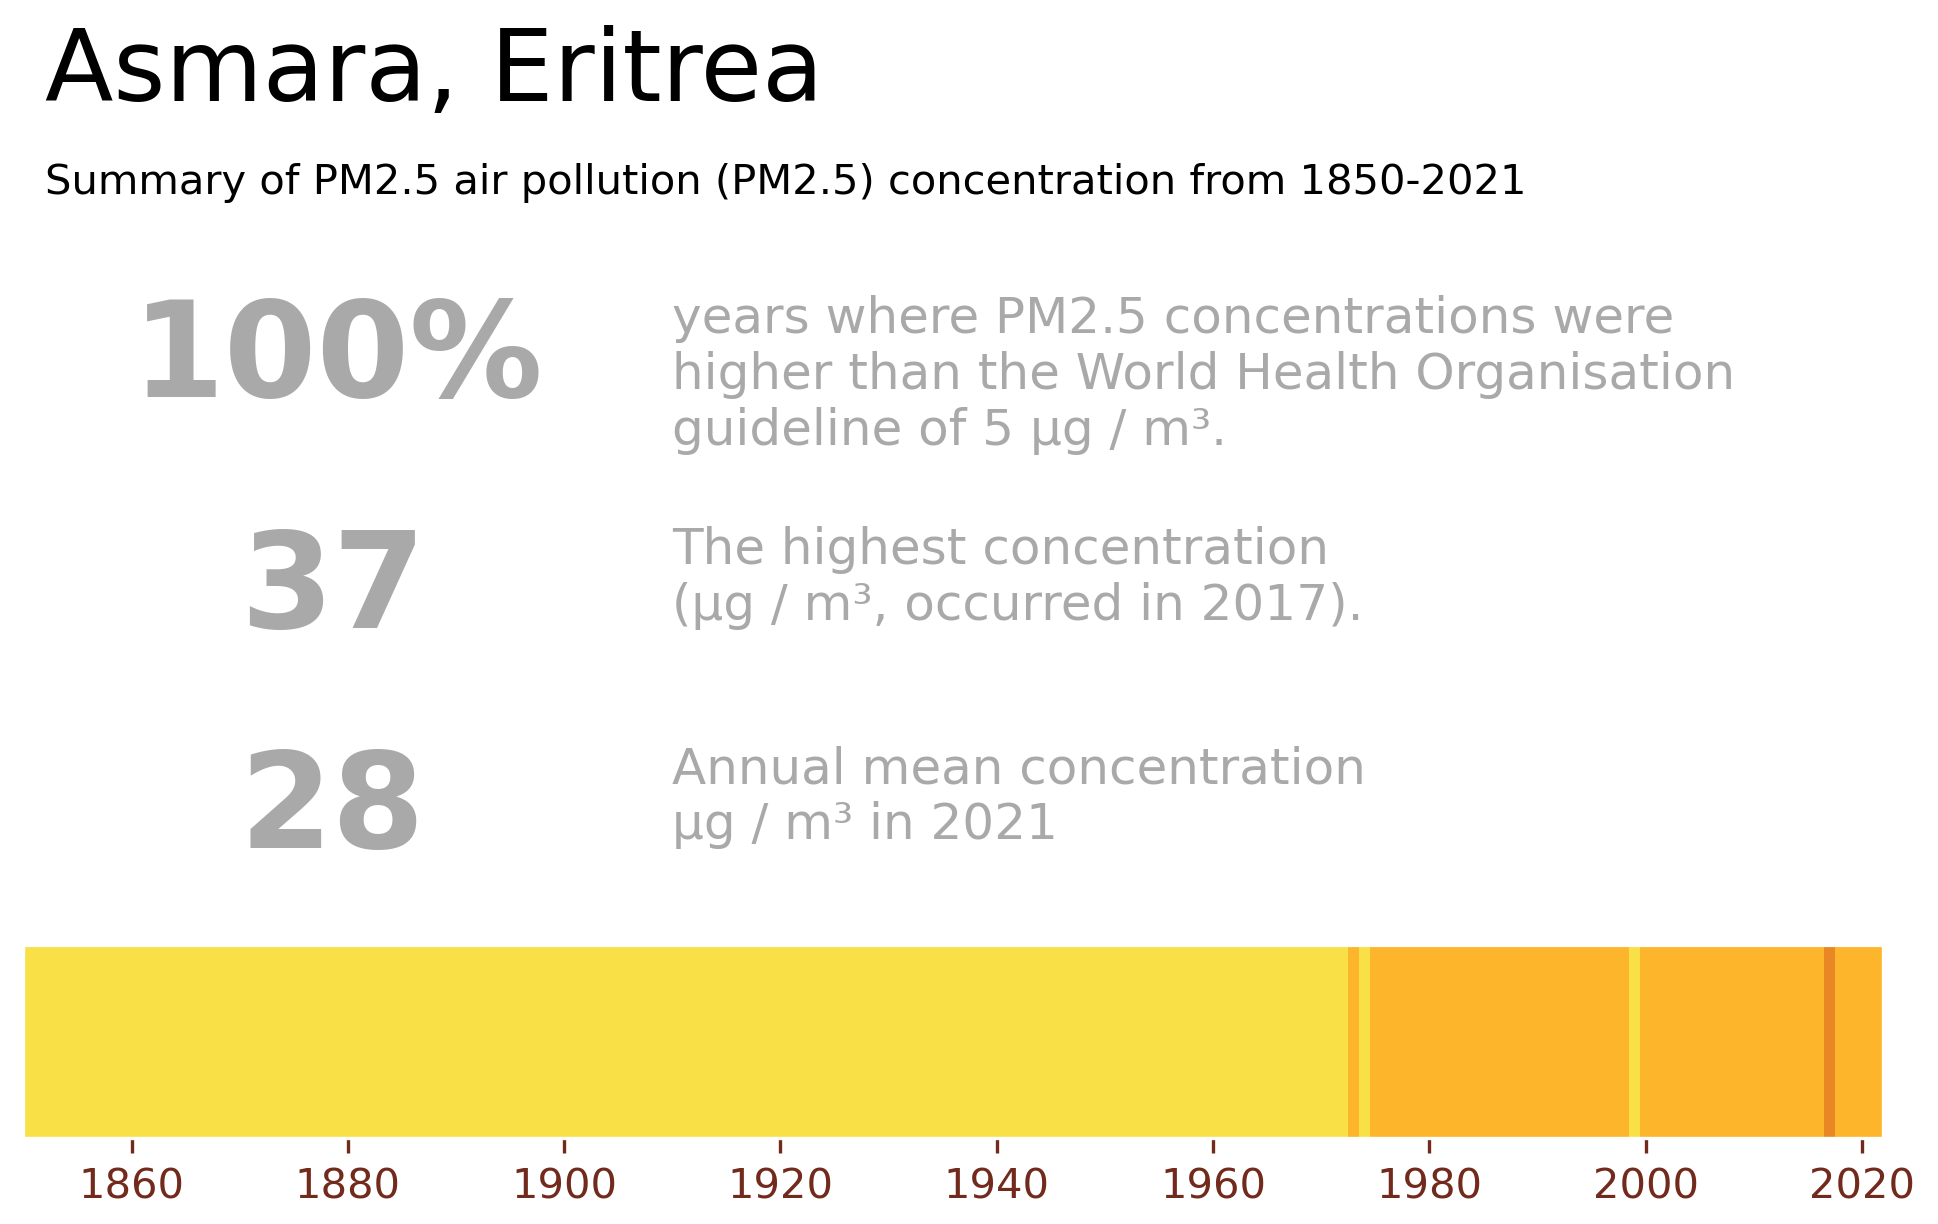 Asmara, Eritrea
Summary of PM2.5 air pollution (PM2.5) concentration from 1850-2021
100%
years where PM2.5 concentrations were
higher than the World Health Organisation
guideline of 5 µg / m³.
37
The highest concentration
(µg / m³, occurred in 2017).
28
Annual mean concentration
µg / m³ in 2021
1860 1880 1900 1920 1940 1960 1980 2000 2020